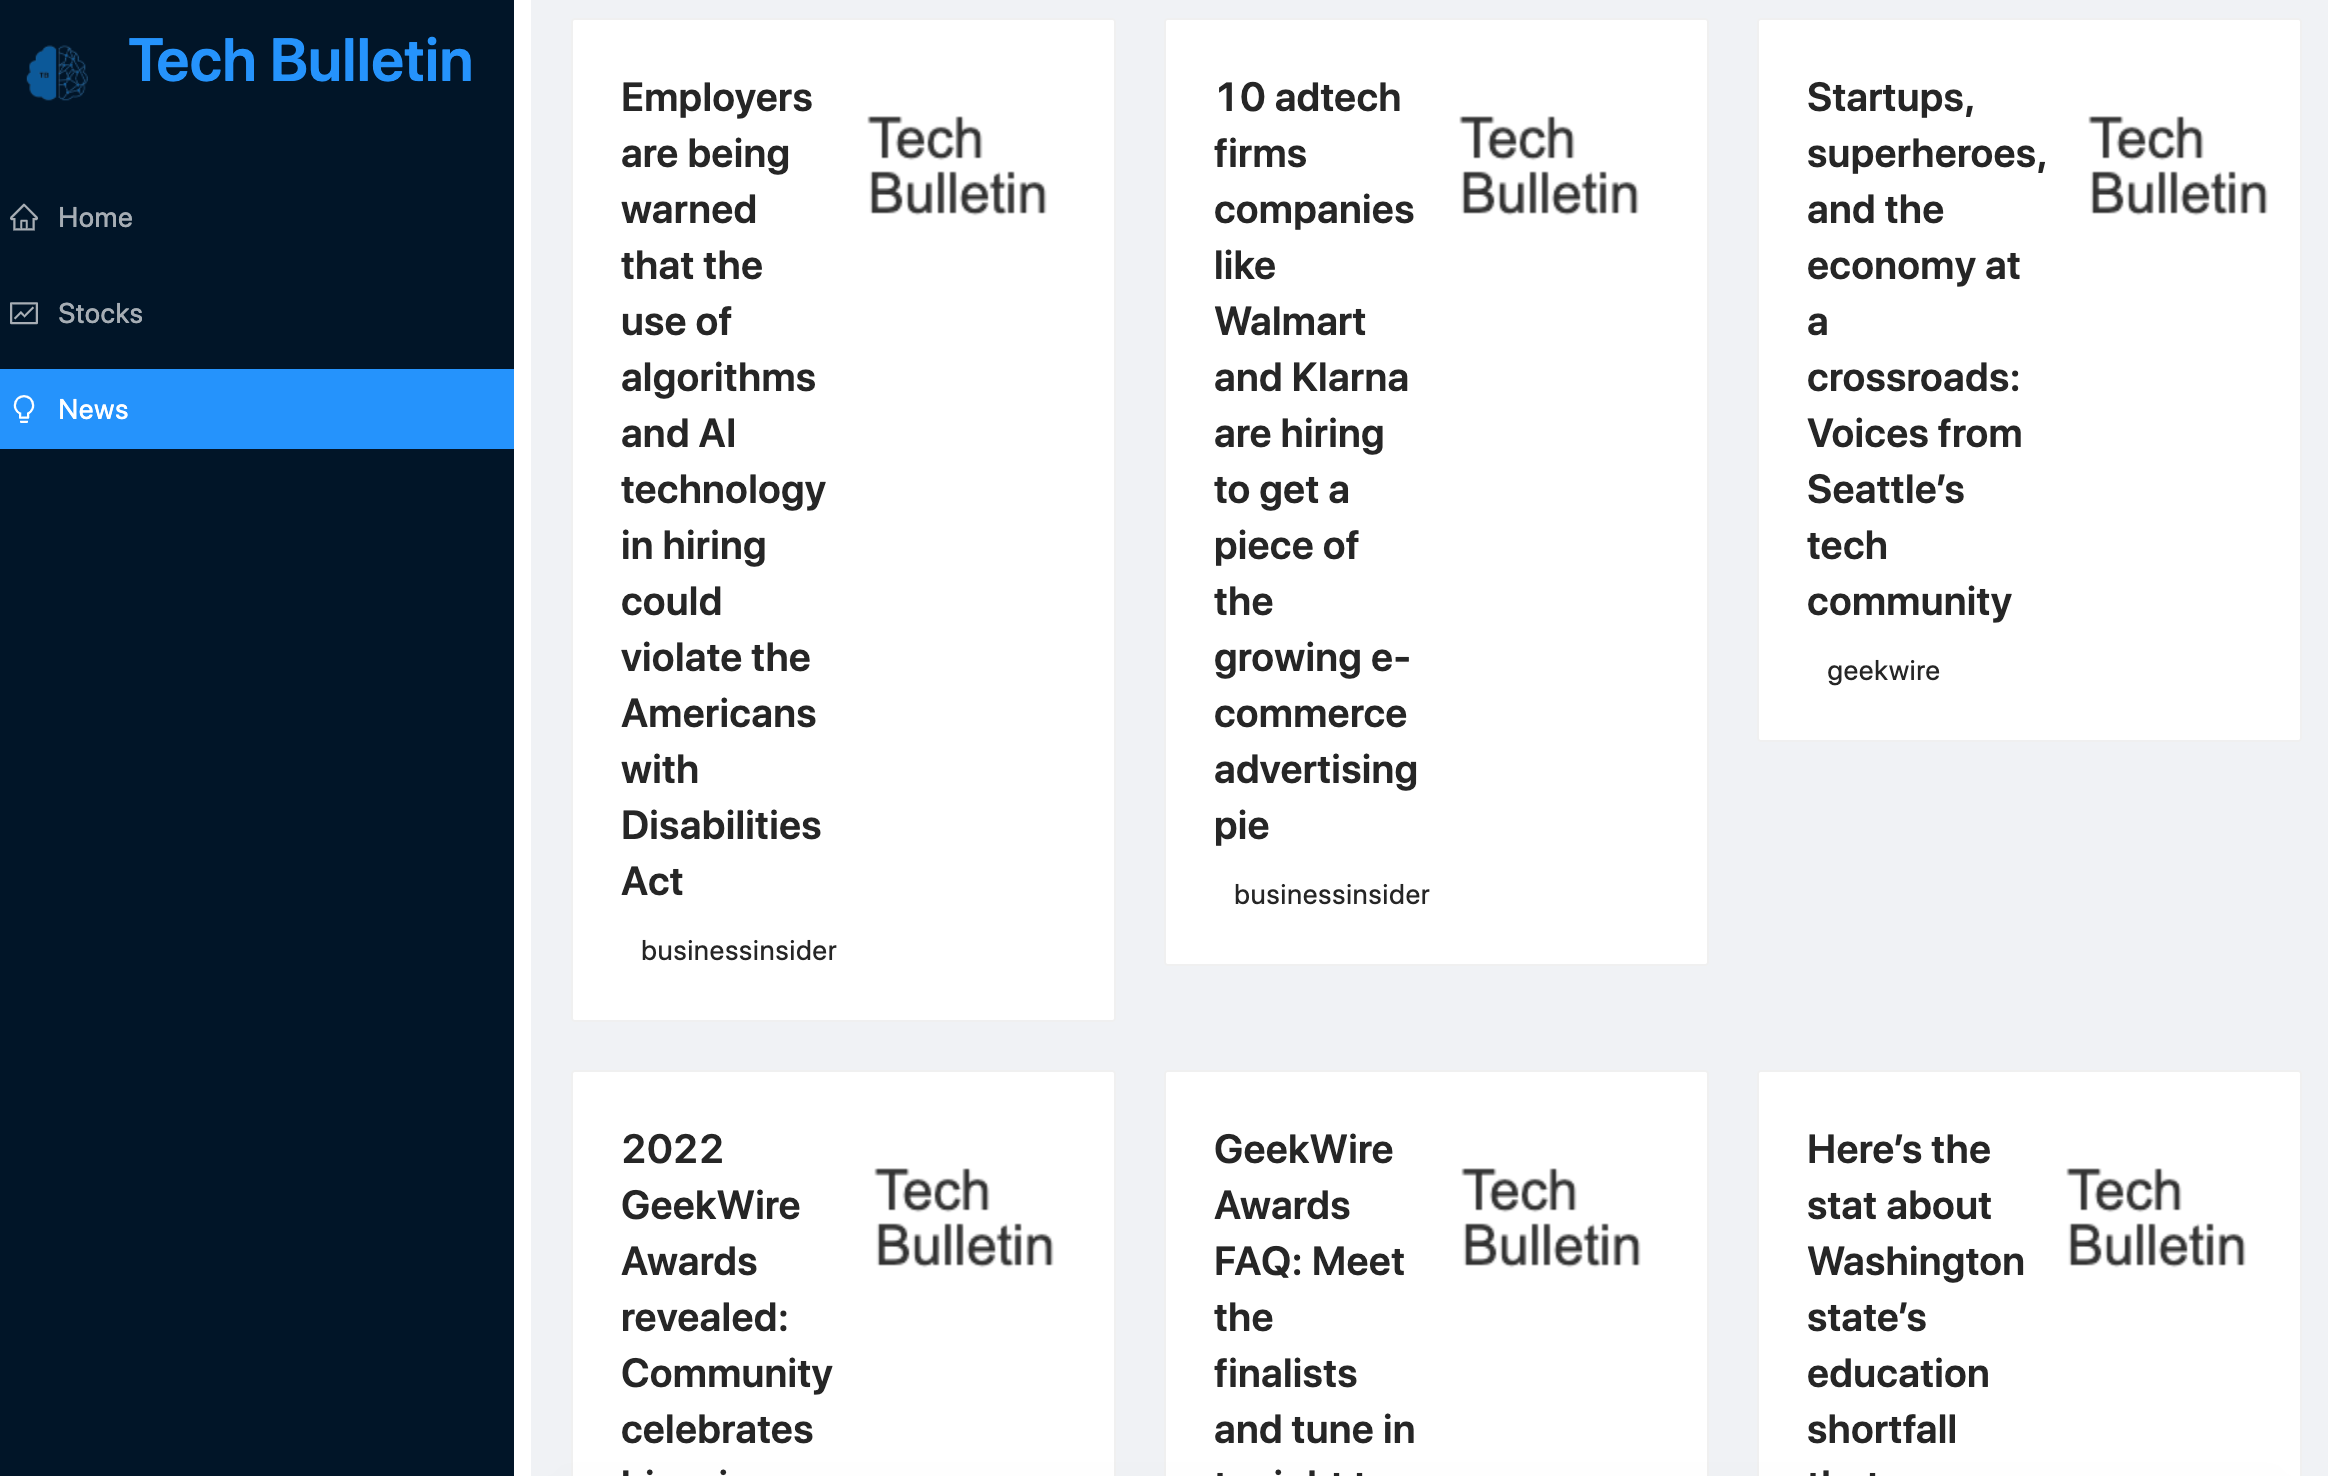 Tech Bulletin
Home
Stocks
News
Employers
are being
warned
that the
use of
algorithms
and AI
technology
in hiring
could
violate the
Americans
with
Disabilities
Act
businessinsider
Tech
Bulletin
10 adtech
firms
companies
like
Walmart
and Klarna
are hiring
to get a
piece of
the
growing e-
commerce
advertising
pie
businessinsider
Tech
Bulletin
Startups,
superheroes,
and the
economy at
a
crossroads:
Voices from
Seattle’s
tech
community
geekwire
Tech
Bulletin
2022
GeekWire
Awards
revealed:
Community
celebrates
Tech
Bulletin
GeekWire
Awards
FAQ: Meet
the
finalists
and tune in
Tech
Bulletin
Here’s the
stat about
Washington
state’s
education
shortfall
Tech
Bulletin